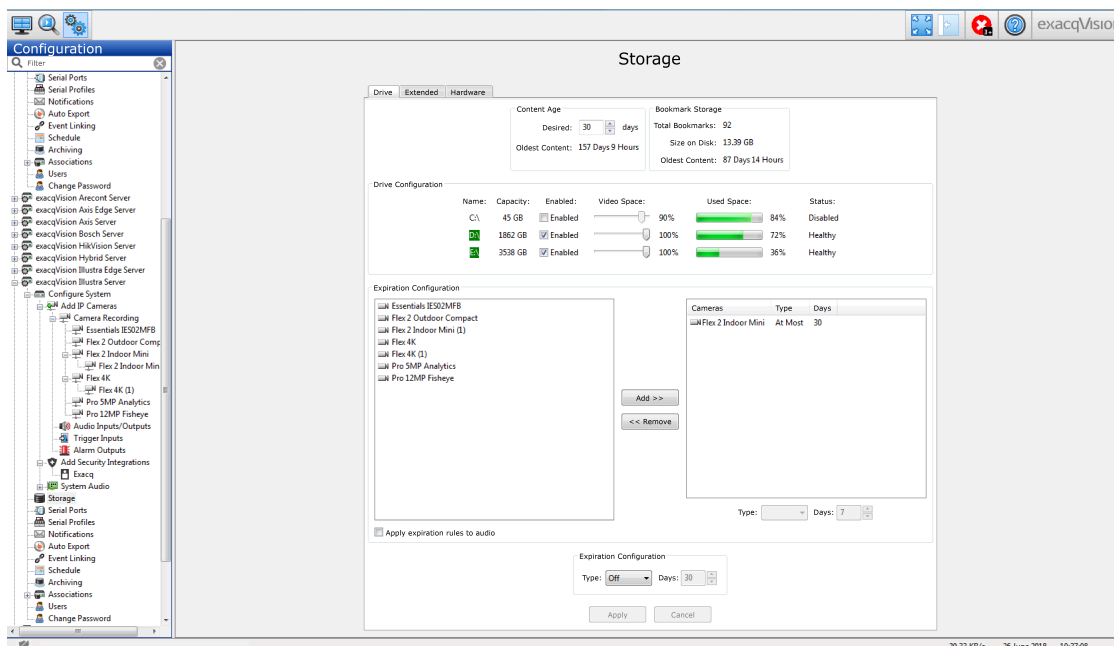 exacqVisio
Configuration
Filter
Serial Ports
Serial Profiles
Notifications
Auto Export
Event Linking
Schedule
Archiving
Associations
Users
Change Password
exacqVision Arecont Server
exacqVision Axis Edge Server
exacqVision Axis Server
exacqVision Bosch Server
exacqVision HikVision Server
exacqVision Hybrid Server
exacqVision Illustra Edge Server
exacqVision Illustra Server
Configure System
Add IP Cameras
Camera Recording
Essentials IES02MFB
Flex 2 Outdoor Comp
Flex 2 Indoor Mini
Flex 2 Indoor Min
Flex 4K
Flex 4K (1)
Pro 5MP Analytics
Pro 12MP Fisheye
Audio Inputs/Outputs
Trigger Inputs
Alarm Outputs
Add Security Integrations
Exacq
System Audio
Storage
Serial Ports
Serial Profiles
Notifications
Auto Export
Event Linking
Schedule
Archiving
Associations
Users
Change Password
Storage
Drive Extended Hardware
Content Age
Desired: 30 days
Oldest Content: 157 Days 9 Hours
Bookmark Storage
Total Bookmarks: 92
Size on Disk: 13.39 GB
Oldest Content: 87 Days 14 Hours
Drive Configuration
Name: Capacity: Enabled: Video Space: Used Space: Status:
C:\ 45 GB Enabled 90% 84% Disabled
D:\ 1862 GB Enabled 100% 72% Healthy
E:\ 3538 GB Enabled 100% 36% Healthy
Expiration Configuration
Essentials IES02MFB
Flex 2 Outdoor Compact
Flex 2 Indoor Mini (1)
Flex 4K
Flex 4K (1)
Pro 5MP Analytics
Pro 12MP Fisheye
Add >>
<< Remove
Cameras Type Days
Flex 2 Indoor Mini At Most 30
Type: Days: 7
Apply expiration rules to audio
Expiration Configuration
Type: Off Days: 30
Apply Cancel